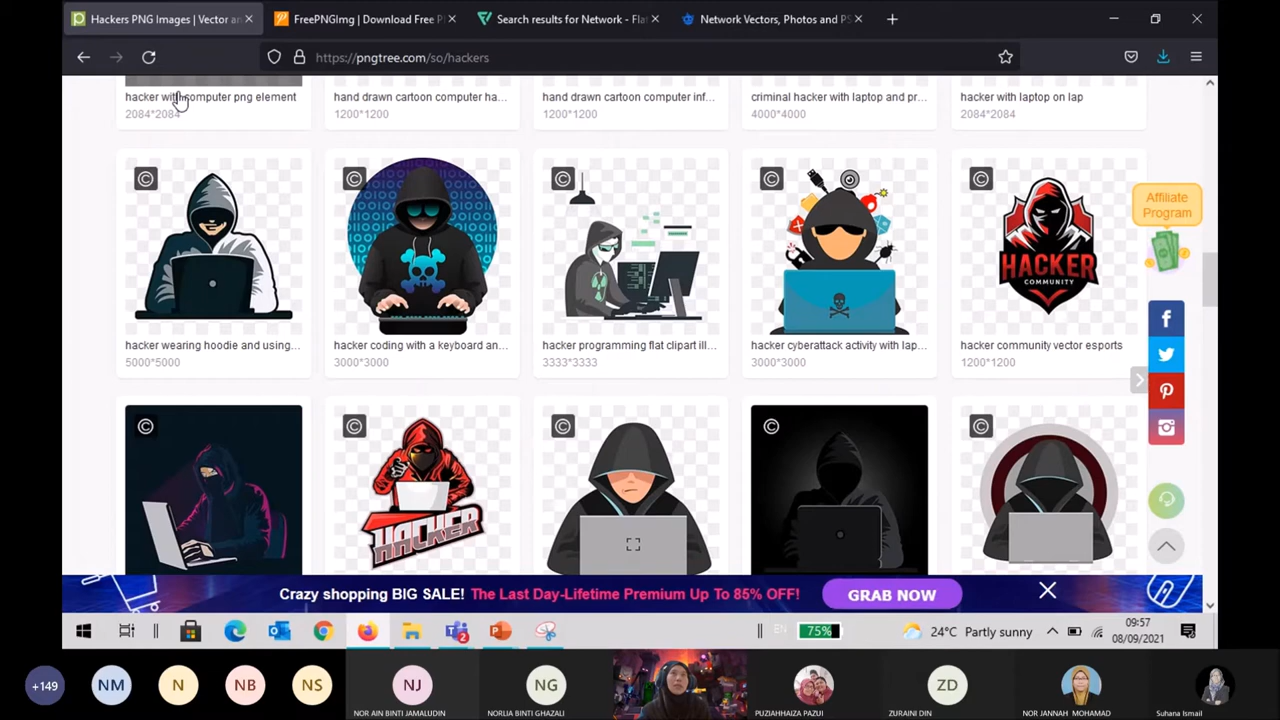 Hackers PNG Images | Vector an
FreePNGImg | Download Free P
Search results for Network - Fla
Network Vectors, Photos and PS
https://pngtree.com/so/hackers
hacker with computer png element
2084*2084
hand drawn cartoon computer ha...
1200*1200
hand drawn cartoon computer inf...
1200*1200
criminal hacker with laptop and pr...
4000*4000
hacker with laptop on lap
2084*2084
Affiliate
Program
HACKER
COMMUNITY
hacker wearing hoodie and using...
5000*5000
hacker coding with a keyboard an...
3000*3000
hacker programming flat clipart ill...
3333*3333
hacker cyberattack activity with lap...
3000*3000
hacker community vector esports
1200*1200
HACKER
Crazy shopping BIG SALE! The Last Day-Lifetime Premium Up To 85% OFF!
GRAB NOW
2
EN
75%
24°C Partly sunny
09:57
08/09/2021
+149
NM
N
NB
NS
NJ
NOR AIN BINTI JAMALUDIN
NG
NORLIA BINTI GHAZALI
PUZIAHHAIZA PAZUI
ZD
ZURAINI DIN
NOR JANNAH MOHAMAD
Suhana Ismail